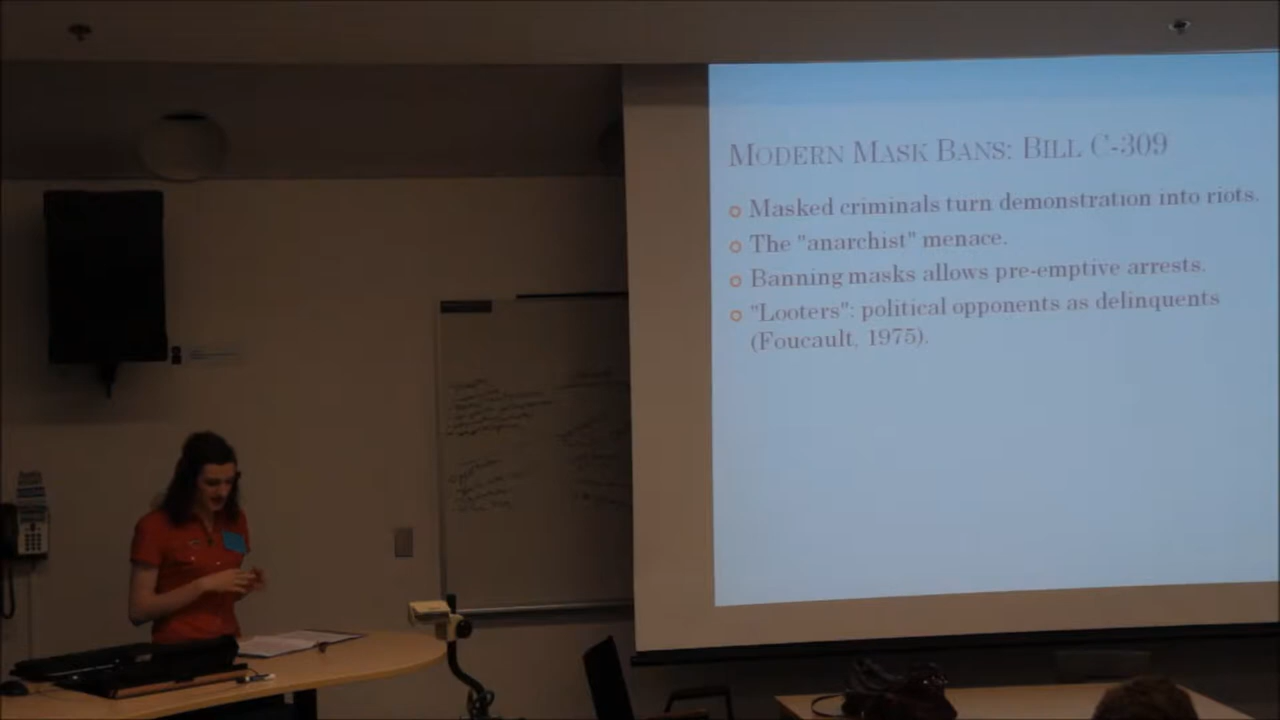 MODERN MASK BANS: BILL C-309
Masked criminals turn demonstration into riots.
The "anarchist" menace.
Banning masks allows pre-emptive arrests.
"Looters": political opponents as delinquents
(Foucault, 1975).